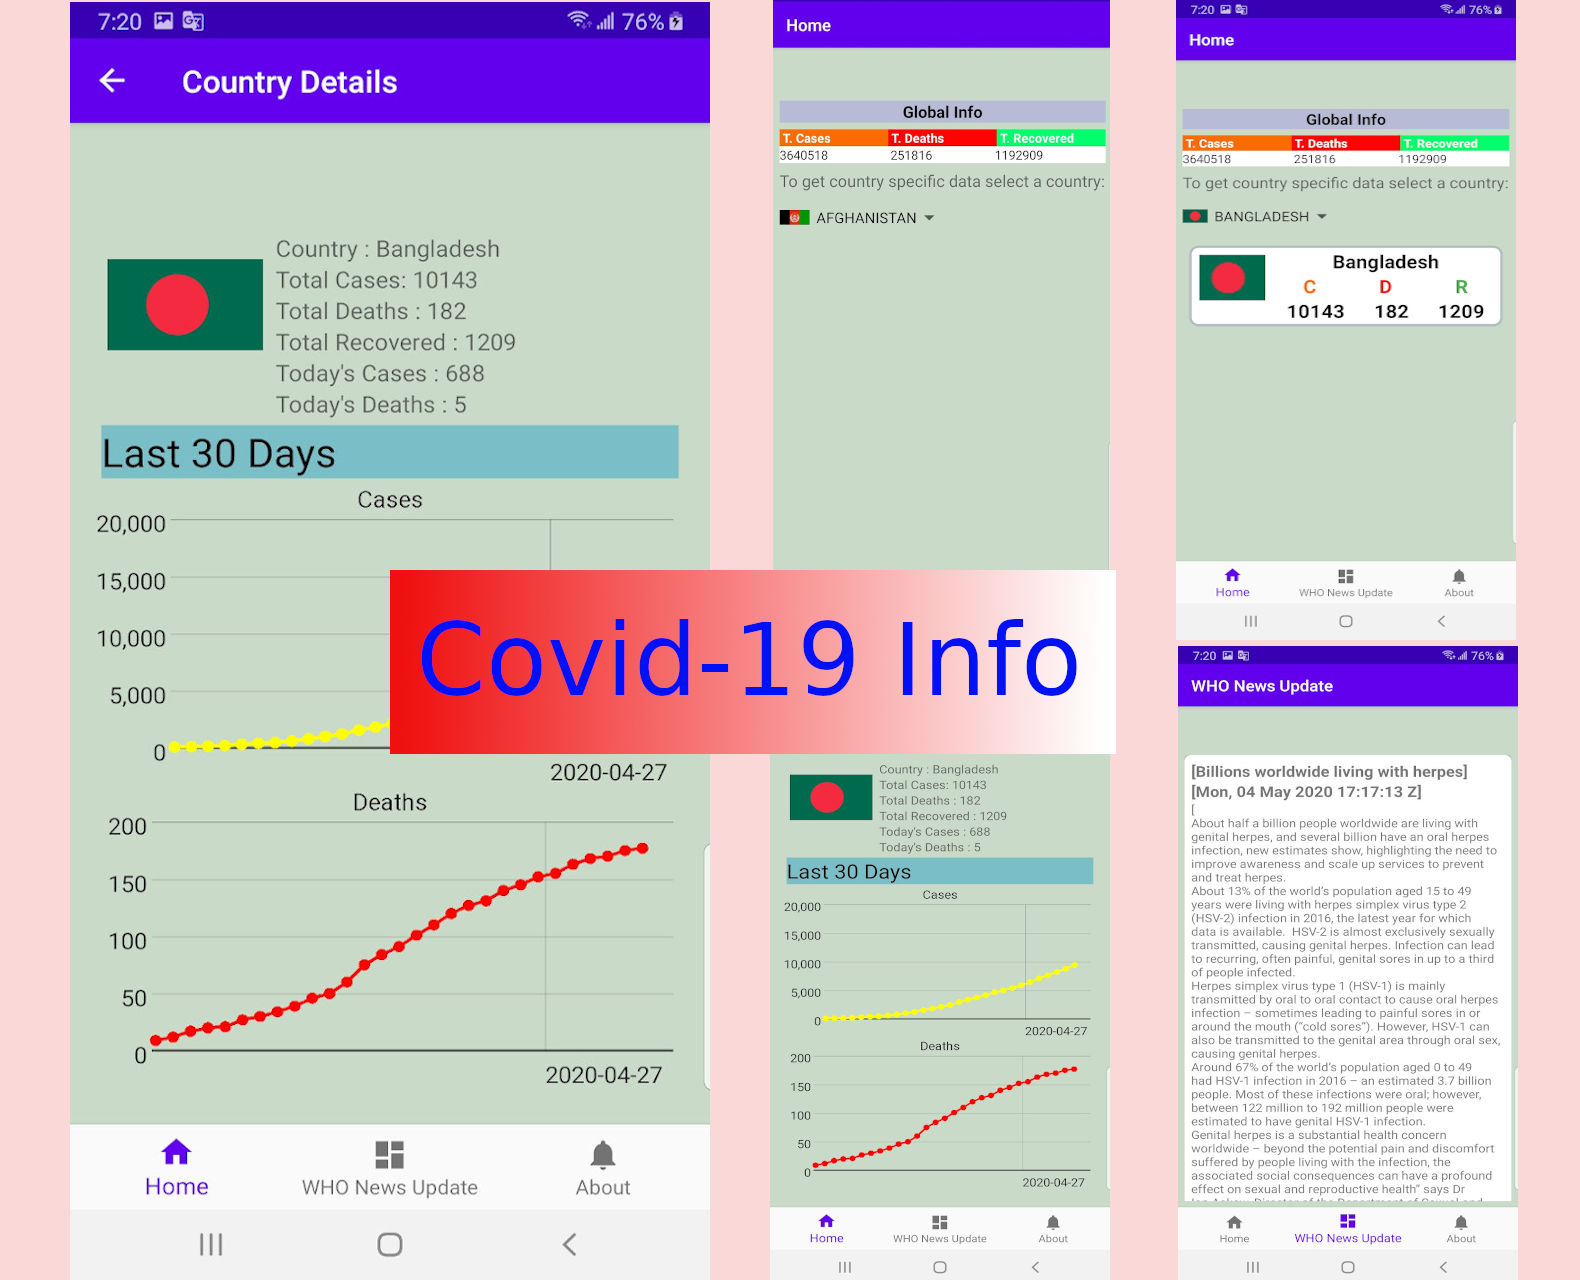 7:20
76%
Country Details
Country : Bangladesh
Total Cases: 10143
Total Deaths : 182
Total Recovered : 1209
Today's Cases : 688
Today's Deaths : 5
Last 30 Days
Cases
20,000
15,000
10,000
5,000
0
2020-04-27
Deaths
200
150
100
50
0
2020-04-27
Home
WHO News Update
About
Home
Global Info
T. Cases T. Deaths T. Recovered
3640518 251816 1192909
To get country specific data select a country:
AFGHANISTAN
Covid-19 Info
Country : Bangladesh
Total Cases: 10143
Total Deaths : 182
Total Recovered : 1209
Today's Cases : 688
Today's Deaths : 5
Last 30 Days
Cases
20,000
15,000
10,000
5,000
0
2020-04-27
Deaths
200
150
100
50
0
2020-04-27
Home WHO News Update About
7:20 76%
Home
Global Info
T. Cases T. Deaths T. Recovered
3640518 251816 1192909
To get country specific data select a country:
BANGLADESH
Bangladesh
C D R
10143 182 1209
Home WHO News Update About
7:20 76%
WHO News Update
[Billions worldwide living with herpes]
[Mon, 04 May 2020 17:17:13 Z]
[
About half a billion people worldwide are living with
genital herpes, and several billion have an oral herpes
infection, new estimates show, highlighting the need to
improve awareness and scale up services to prevent
and treat herpes.
About 13% of the world's population aged 15 to 49
years were living with herpes simplex virus type 2
(HSV-2) infection in 2016, the latest year for which
data is available. HSV-2 is almost exclusively sexually
transmitted, causing genital herpes. Infection can lead
to recurring, often painful, genital sores in up to a third
of people infected.
Herpes simplex virus type 1 (HSV-1) is mainly
transmitted by oral to oral contact to cause oral herpes
infection – sometimes leading to painful sores in or
around the mouth (“cold sores”). However, HSV-1 can
also be transmitted to the genital area through oral sex,
causing genital herpes.
Around 67% of the world's population aged 0 to 49
had HSV-1 infection in 2016 – an estimated 3.7 billion
people. Most of these infections were oral; however,
between 122 million to 192 million people were
estimated to have genital HSV-1 infection.
Genital herpes is a substantial health concern
worldwide – beyond the potential pain and discomfort
suffered by people living with the infection, the
associated social consequences can have a profound
effect on sexual and reproductive health” says Dr
Home WHO News Update About